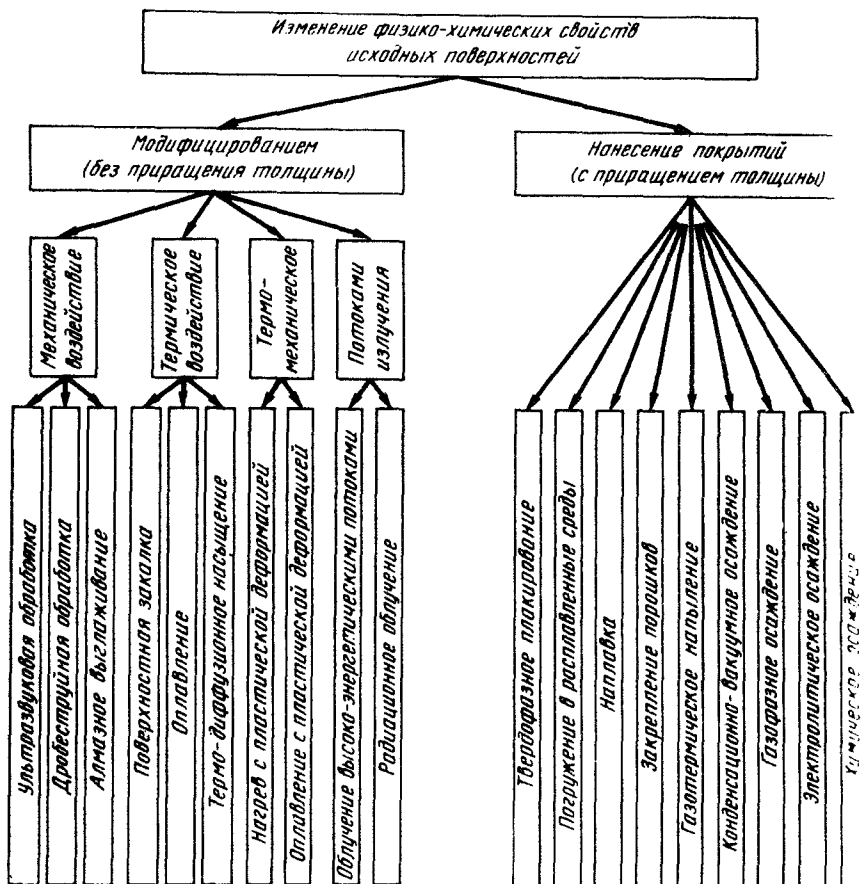 Изменение физико-химических свойств
исходных поверхностей
Модифицированием
(без приращения толщины)
Нанесение покрытий
(с приращением толщины)
Механическое
воздействие
Термическое
воздействие
Термо-
механическое
Потоками
излучения
Ультразвуковая обработка
Дробеструйная обработка
Алмазное выглаживание
Поверхностная закалка
Оплавление
Термо-диффузионное насыщение
Нагрев с пластической деформацией
Оплавление с пластической деформацией
Облучение высоко-энергетическими потоками
Радиационное облучение
Твердофазное плакирование
Погружение в расплавленные среды
Наплавка
Закрепление порошков
Газотермическое напыление
Конденсационно-вакуумное осаждение
Газофазное осаждение
Электролитическое осаждение
Химическое осаждение